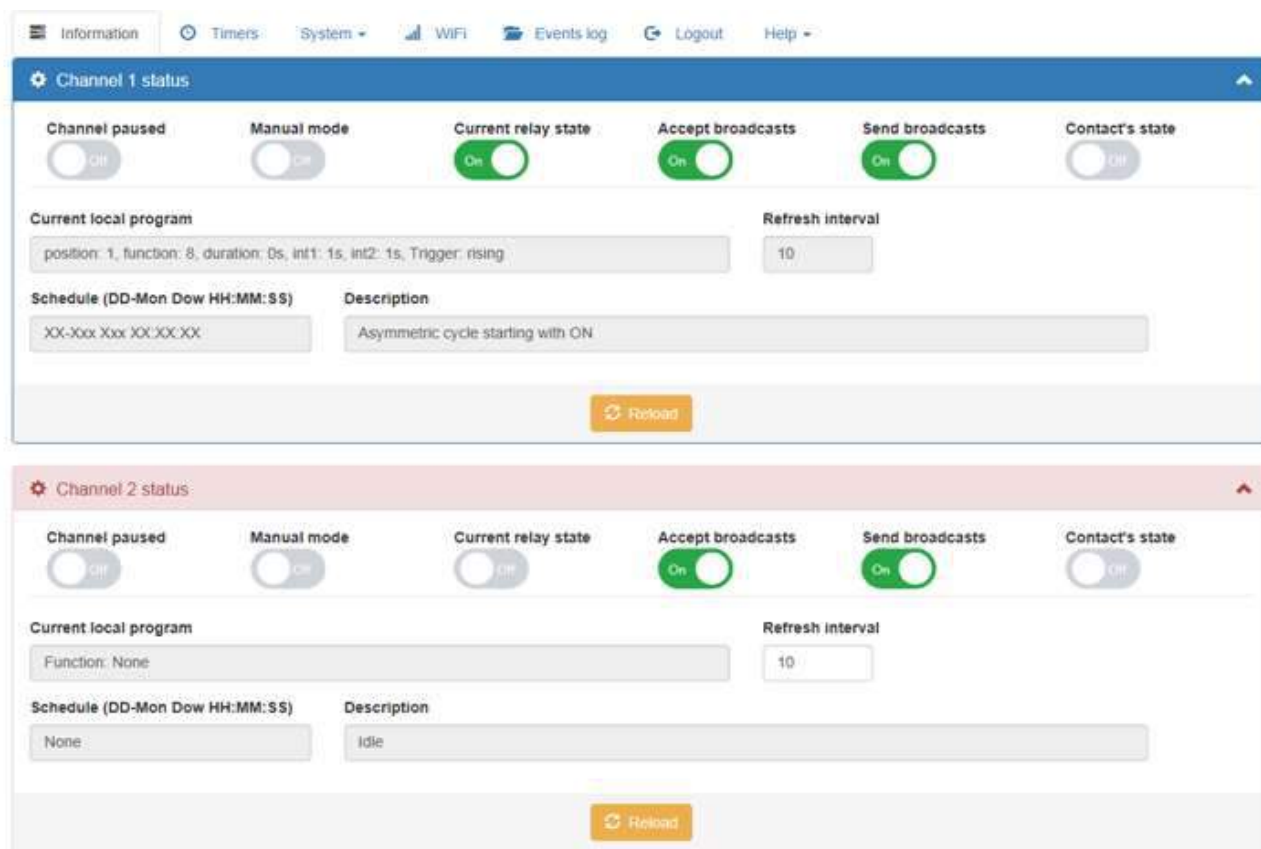 Information Timers System WiFi Events log Logout Help
Channel 1 status
Channel paused Manual mode Current relay state Accept broadcasts Send broadcasts Contact's state
Off Off On On On Off
Current local program Refresh interval
position: 1, function: 8, duration: 0s, int1: 1s, int2: 1s, Trigger: rising 10
Schedule (DD-Mon Dow HH:MM:SS) Description
XX-Xxx Xxx XX:XX:XX Asymmetric cycle starting with ON
Reload
Channel 2 status
Channel paused Manual mode Current relay state Accept broadcasts Send broadcasts Contact's state
Off Off Off On On Off
Current local program Refresh interval
Function: None 10
Schedule (DD-Mon Dow HH:MM:SS) Description
None Idle
Reload